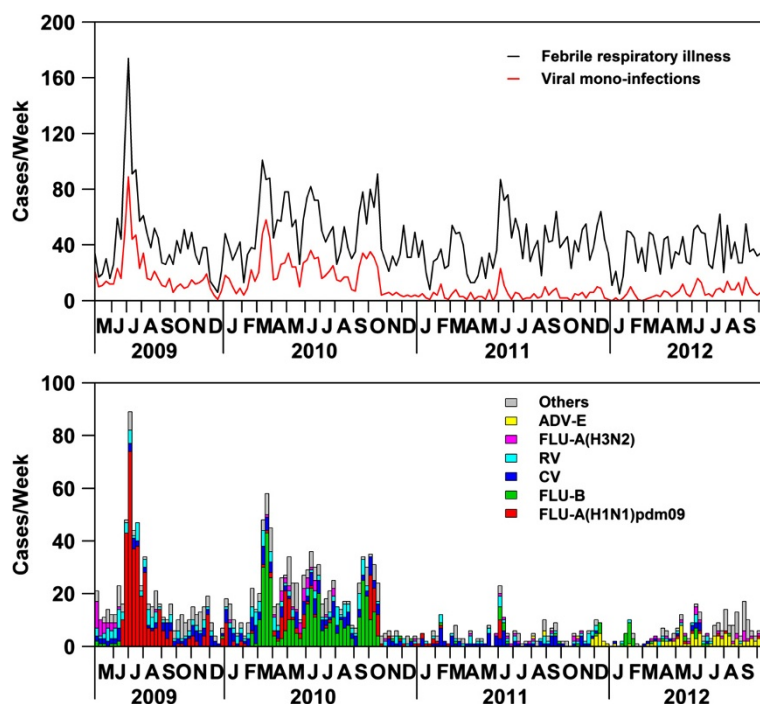 200
160
120
80
40
0
Cases/Week
Febrile respiratory illness
Viral mono-infections
M J J A S O N D J F M A M J J A S O N D J F M A M J J A S O N D J F M A M J J A S
2009 2010 2011 2012
100
80
60
40
20
0
Cases/Week
Others
ADV-E
FLU-A(H3N2)
RV
CV
FLU-B
FLU-A(H1N1)pdm09
M J J A S O N D J F M A M J J A S O N D J F M A M J J A S O N D J F M A M J J A S
2009 2010 2011 2012